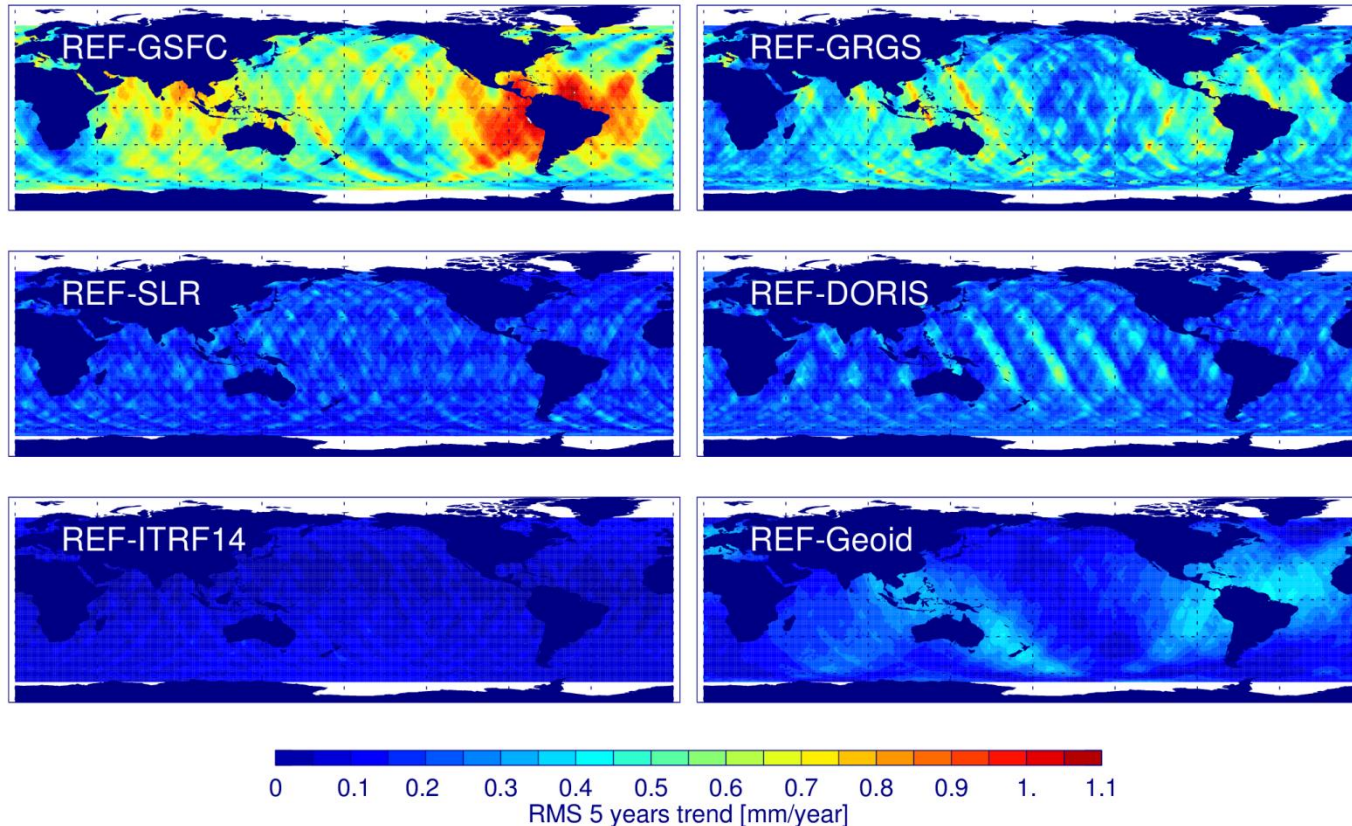 REF-GSFC
REF-GRGS
REF-SLR
REF-DORIS
REF-ITRF14
REF-Geoid
0 0.1 0.2 0.3 0.4 0.5 0.6 0.7 0.8 0.9 1. 1.1
RMS 5 years trend [mm/year]